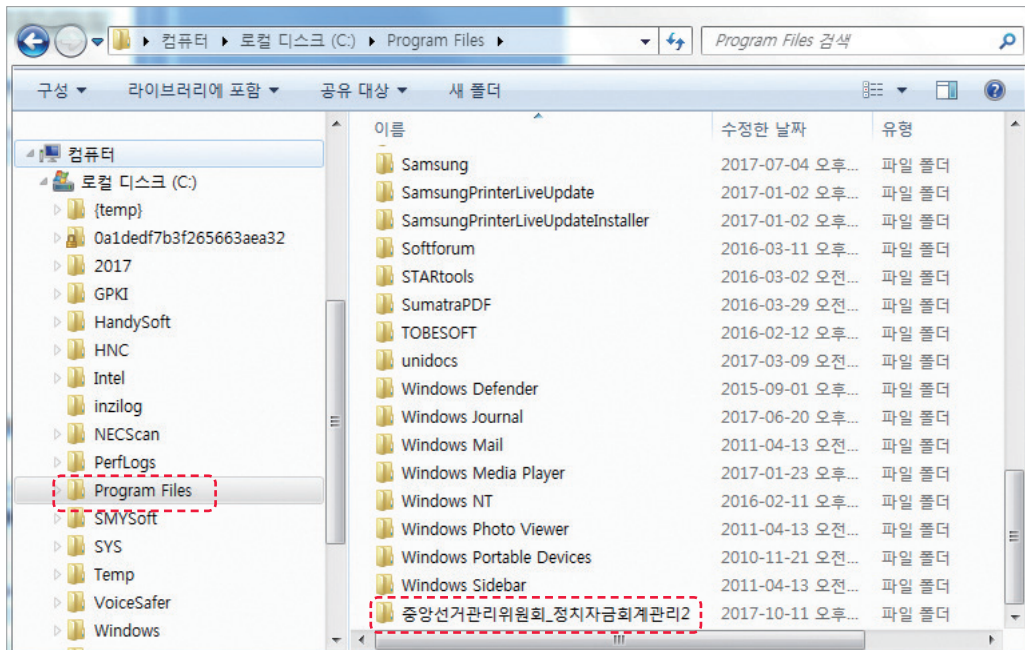 컴퓨터 로컬 디스크 (C:) Program Files Program Files 검색
구성 라이브러리에 포함 공유 대상 새 폴더
컴퓨터
로컬 디스크 (C:)
{temp}
0a1dedf7b3f265663aea32
2017
GPKI
HandySoft
HNC
Intel
inzilog
NECScan
PerfLogs
Program Files
SMYSoft
SYS
Temp
VoiceSafer
Windows
이름 수정한 날짜 유형
Samsung 2017-07-04 오후... 파일 폴더
SamsungPrinterLiveUpdate 2017-01-02 오후... 파일 폴더
SamsungPrinterLiveUpdateInstaller 2017-01-02 오후... 파일 폴더
Softforum 2016-03-11 오후... 파일 폴더
STARtools 2016-03-02 오전... 파일 폴더
SumatraPDF 2016-03-29 오전... 파일 폴더
TOBESOFT 2016-02-12 오후... 파일 폴더
unidocs 2017-03-09 오전... 파일 폴더
Windows Defender 2015-09-01 오후... 파일 폴더
Windows Journal 2017-06-20 오후... 파일 폴더
Windows Mail 2011-04-13 오전... 파일 폴더
Windows Media Player 2017-01-23 오후... 파일 폴더
Windows NT 2016-02-11 오후... 파일 폴더
Windows Photo Viewer 2011-04-13 오전... 파일 폴더
Windows Portable Devices 2010-11-21 오전... 파일 폴더
Windows Sidebar 2011-04-13 오전... 파일 폴더
중앙선거관리위원회_정치자금회계관리2 2017-10-11 오후... 파일 폴더